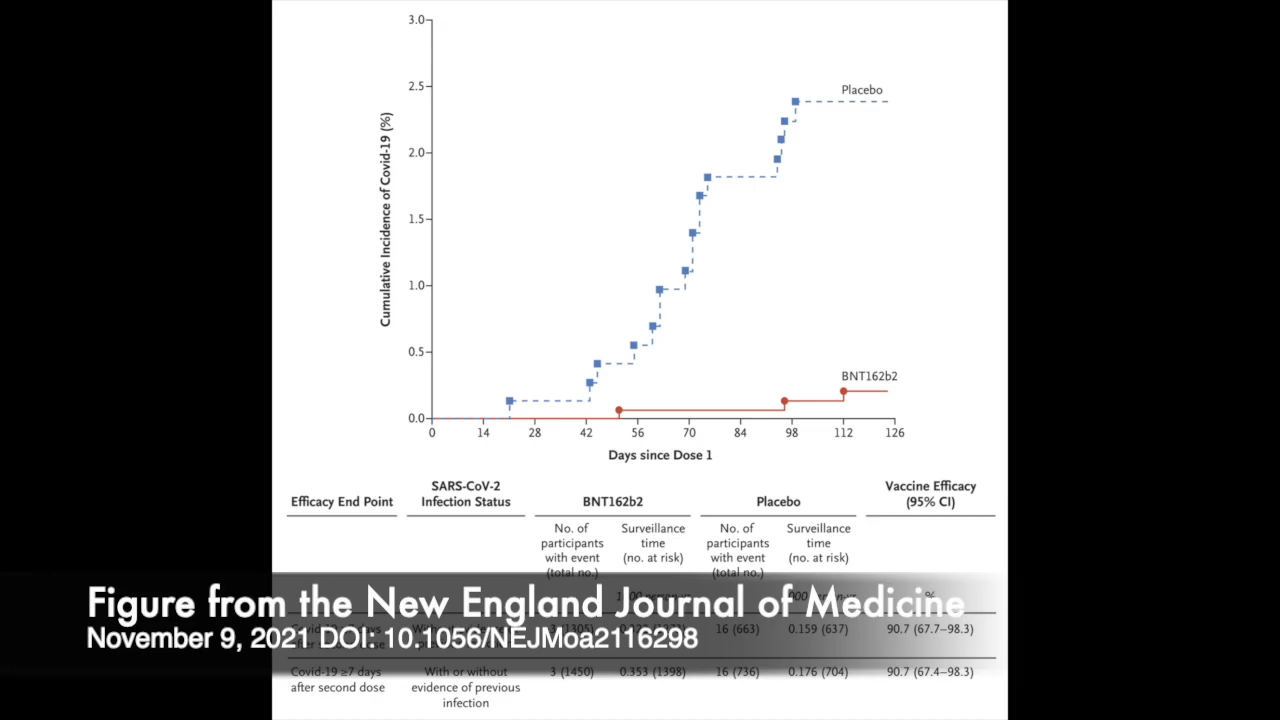 3.0
2.5
Placebo
2.0
Cumulative Incidence of Covid-19 (%)
1.5
1.0
0.5
BNT162b2
0.0
0 14 28 42 56 70 84 98 112 126
Days since Dose 1
Efficacy End Point
SARS-CoV-2
Infection Status
BNT162b2
Placebo
Vaccine Efficacy
(95% CI)
No. of
participants
with event
(total no.)
Surveillance
time
(no. at risk)
No. of
participants
with event
(total no.)
Surveillance
time
(no. at risk)
%
Figure from the New England Journal of Medicine
November 9, 2021 DOI: 10.1056/NEJMoa2116298
16 (663) 0.159 (637) 90.7 (67.7–98.3)
Covid-19 ≥7 days
after second dose
With or without
evidence of previous
infection
3 (1450) 0.353 (1398) 16 (736) 0.176 (704) 90.7 (67.4–98.3)